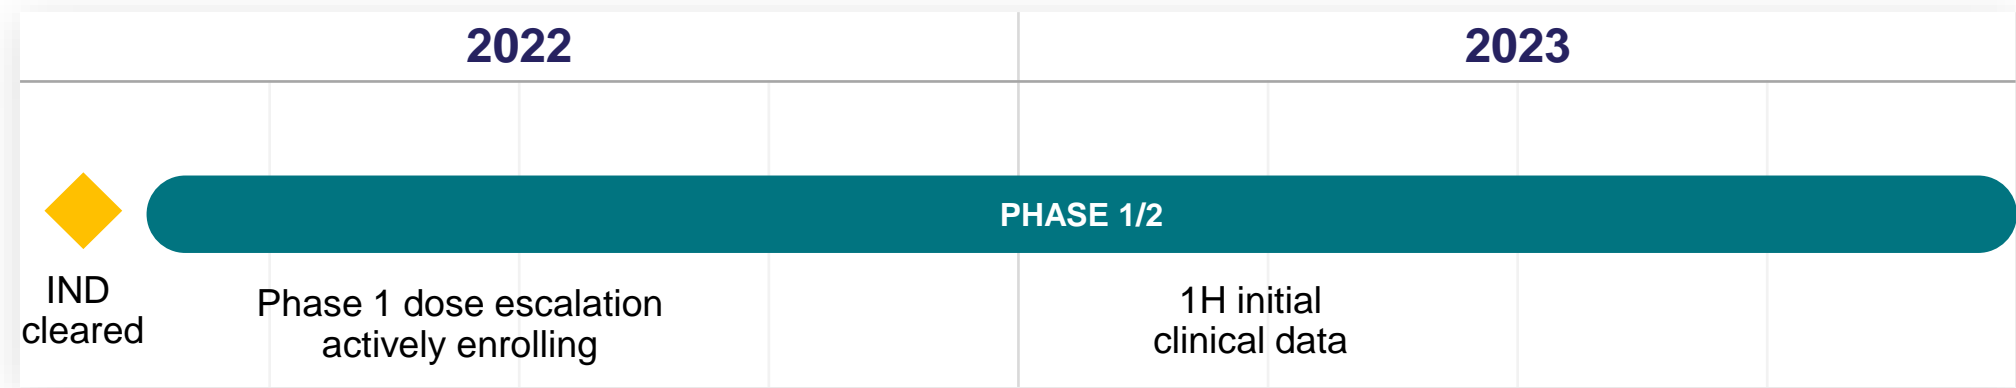 2022
2023
PHASE 1/2
IND
cleared
Phase 1 dose escalation
actively enrolling
1H initial
clinical data